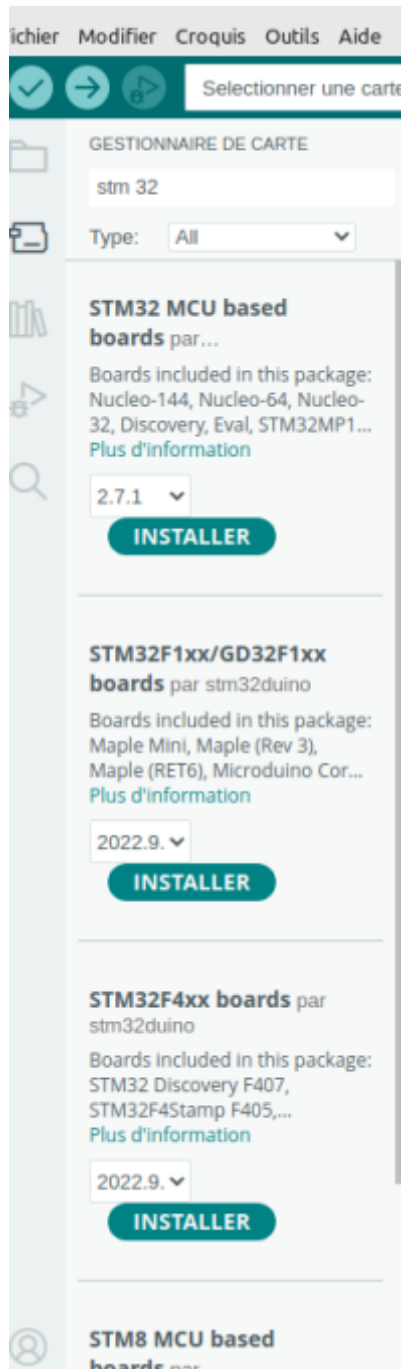 ichier Modifier Croquis Outils Aide
Selectionner une carte
GESTIONNAIRE DE CARTE
stm 32
Type: All
STM32 MCU based
boards par...
Boards included in this package:
Nucleo-144, Nucleo-64, Nucleo-
32, Discovery, Eval, STM32MP1...
Plus d'information
2.7.1
INSTALLER
STM32F1xx/GD32F1xx
boards par stm32duino
Boards included in this package:
Maple Mini, Maple (Rev 3),
Maple (RET6), Microduino Cor...
Plus d'information
2022.9.
INSTALLER
STM32F4xx boards par
stm32duino
Boards included in this package:
STM32 Discovery F407,
STM32F4Stamp F405,...
Plus d'information
2022.9.
INSTALLER
STM8 MCU based
boards par